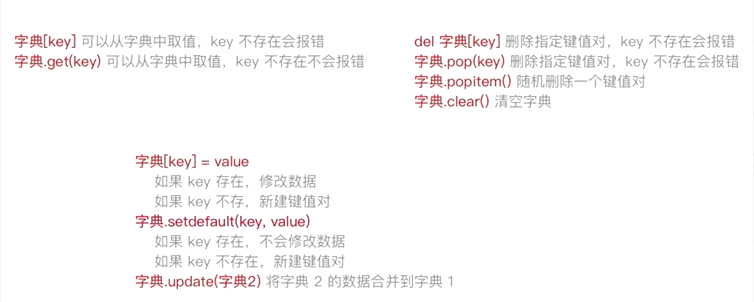 字典[key] 可以从字典中取值，key 不存在会报错
字典.get(key) 可以从字典中取值，key 不存在不会报错
del 字典[key] 删除指定键值对，key 不存在会报错
字典.pop(key) 删除指定键值对，key 不存在会报错
字典.popitem() 随机删除一个键值对
字典.clear() 清空字典
字典[key] = value
如果 key 存在，修改数据
如果 key 不存，新建键值对
字典.setdefault(key, value)
如果 key 存在，不会修改数据
如果 key 不存在，新建键值对
字典.update(字典2) 将字典 2 的数据合并到字典 1